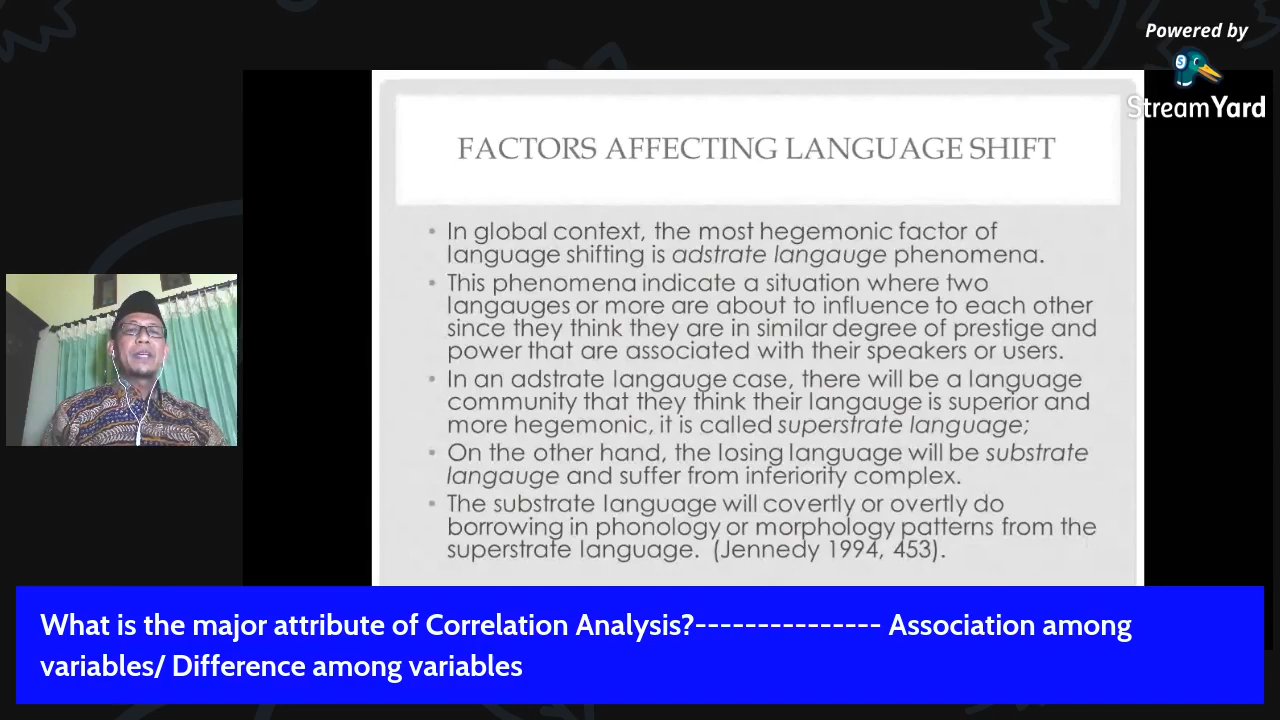 Powered by
StreamYard
FACTORS AFFECTING LANGUAGE SHIFT
• In global context, the most hegemonic factor of
language shifting is adstrate langauge phenomena.
• This phenomena indicate a situation where two
langauges or more are about to influence to each other
since they think they are in similar degree of prestige and
power that are associated with their speakers or users.
• In an adstrate langauge case, there will be a language
community that they think their langauge is superior and
more hegemonic, it is called superstrate language;
• On the other hand, the losing language will be substrate
langauge and suffer from inferiority complex.
• The substrate language will covertly or overtly do
borrowing in phonology or morphology patterns from the
superstrate language. (Jennedy 1994, 453).
What is the major attribute of Correlation Analysis?--------------- Association among
variables/ Difference among variables